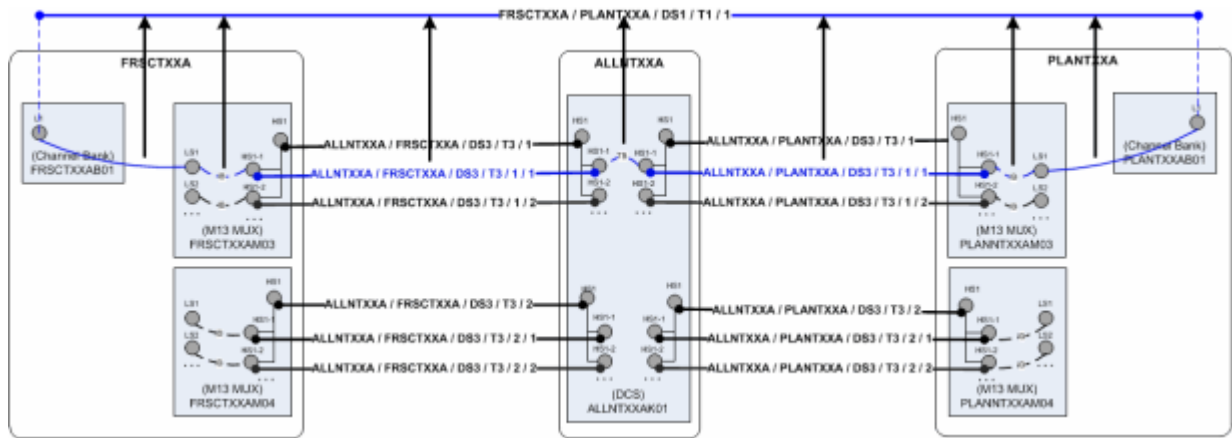 FRSCTXXA / PLANTXXA / DS1 / T1 / 1
FRSCTXXA
ALLNTXXA
PLANTXXA
(Channel Bank)
FRSCTXXAB01
LS1
HS1-1
LS2
HS1-2
...
HS1
(M13 MUX)
FRSCTXXAM03
ALLNTXXA / FRSCTXXA / DS3 / T3 / 1
ALLNTXXA / FRSCTXXA / DS3 / T3 / 1 / 1
ALLNTXXA / FRSCTXXA / DS3 / T3 / 1 / 2
HS1
HS1
HS1-1
HS1-1
HS1-2
HS1-2
...
...
ALLNTXXA / PLANTXXA / DS3 / T3 / 1
ALLNTXXA / PLANTXXA / DS3 / T3 / 1 / 1
ALLNTXXA / PLANTXXA / DS3 / T3 / 1 / 2
HS1
HS1-1
LS1
HS1-2
LS2
...
...
(M13 MUX)
PLANNTXXAM03
(Channel Bank)
PLANTXXAB01
HS1
LS1
HS1-1
LS2
HS1-2
...
...
(M13 MUX)
FRSCTXXAM04
ALLNTXXA / FRSCTXXA / DS3 / T3 / 2
ALLNTXXA / FRSCTXXA / DS3 / T3 / 2 / 1
ALLNTXXA / FRSCTXXA / DS3 / T3 / 2 / 2
HS1
HS1
HS1-1
HS1-1
HS1-2
HS1-2
...
...
(DCS)
ALLNTXXAK01
ALLNTXXA / PLANTXXA / DS3 / T3 / 2
ALLNTXXA / PLANTXXA / DS3 / T3 / 2 / 1
ALLNTXXA / PLANTXXA / DS3 / T3 / 2 / 2
HS1
LS1
HS1-1
LS2
HS1-2
...
...
(M13 MUX)
PLANNTXXAM04